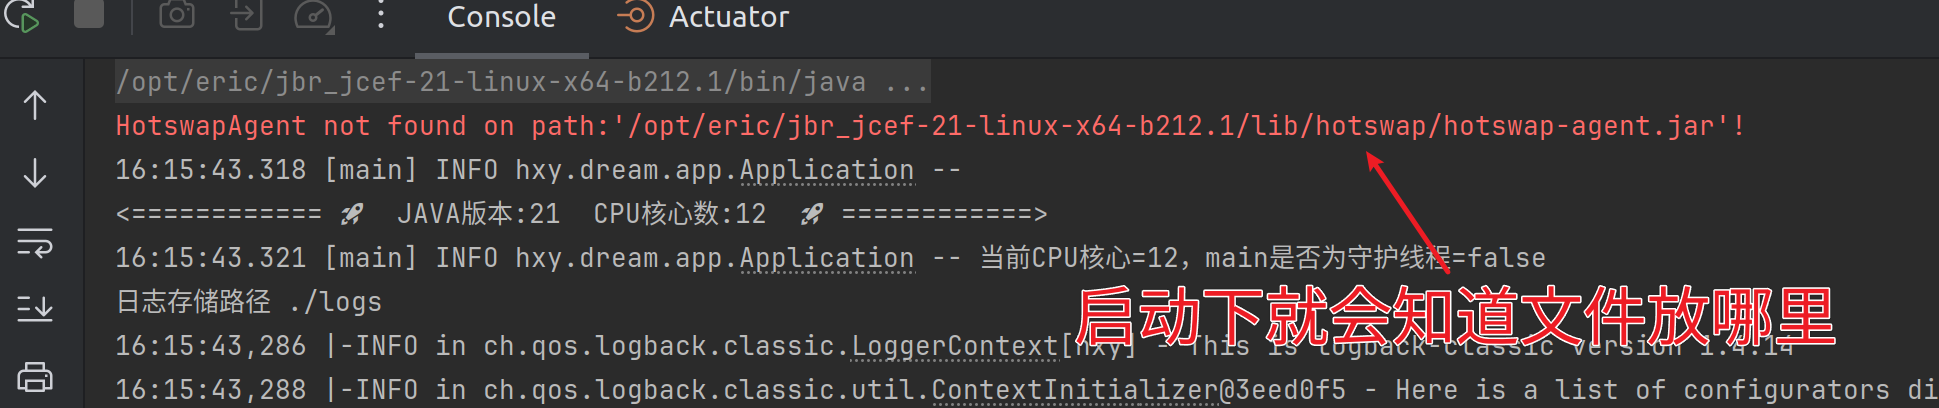 Console Actuator
/opt/eric/jbr_jcef-21-linux-x64-b212.1/bin/java ...
HotswapAgent not found on path:'/opt/eric/jbr_jcef-21-linux-x64-b212.1/lib/hotswap/hotswap-agent.jar'!
16:15:43.318 [main] INFO hxy.dream.app.Application --
<============ 🚀 JAVA版本:21 CPU核心数:12 🚀 ============>
16:15:43.321 [main] INFO hxy.dream.app.Application -- 当前CPU核心=12，main是否为守护线程=false
日志存储路径 ./logs
启动下就会知道文件放哪里
16:15:43,286 |-INFO in ch.qos.logback.classic.LoggerContext[hxy] - This is logback-classic version 1.4.14
16:15:43,288 |-INFO in ch.qos.logback.classic.util.ContextInitializer@3eed0f5 - Here is a list of configurators di